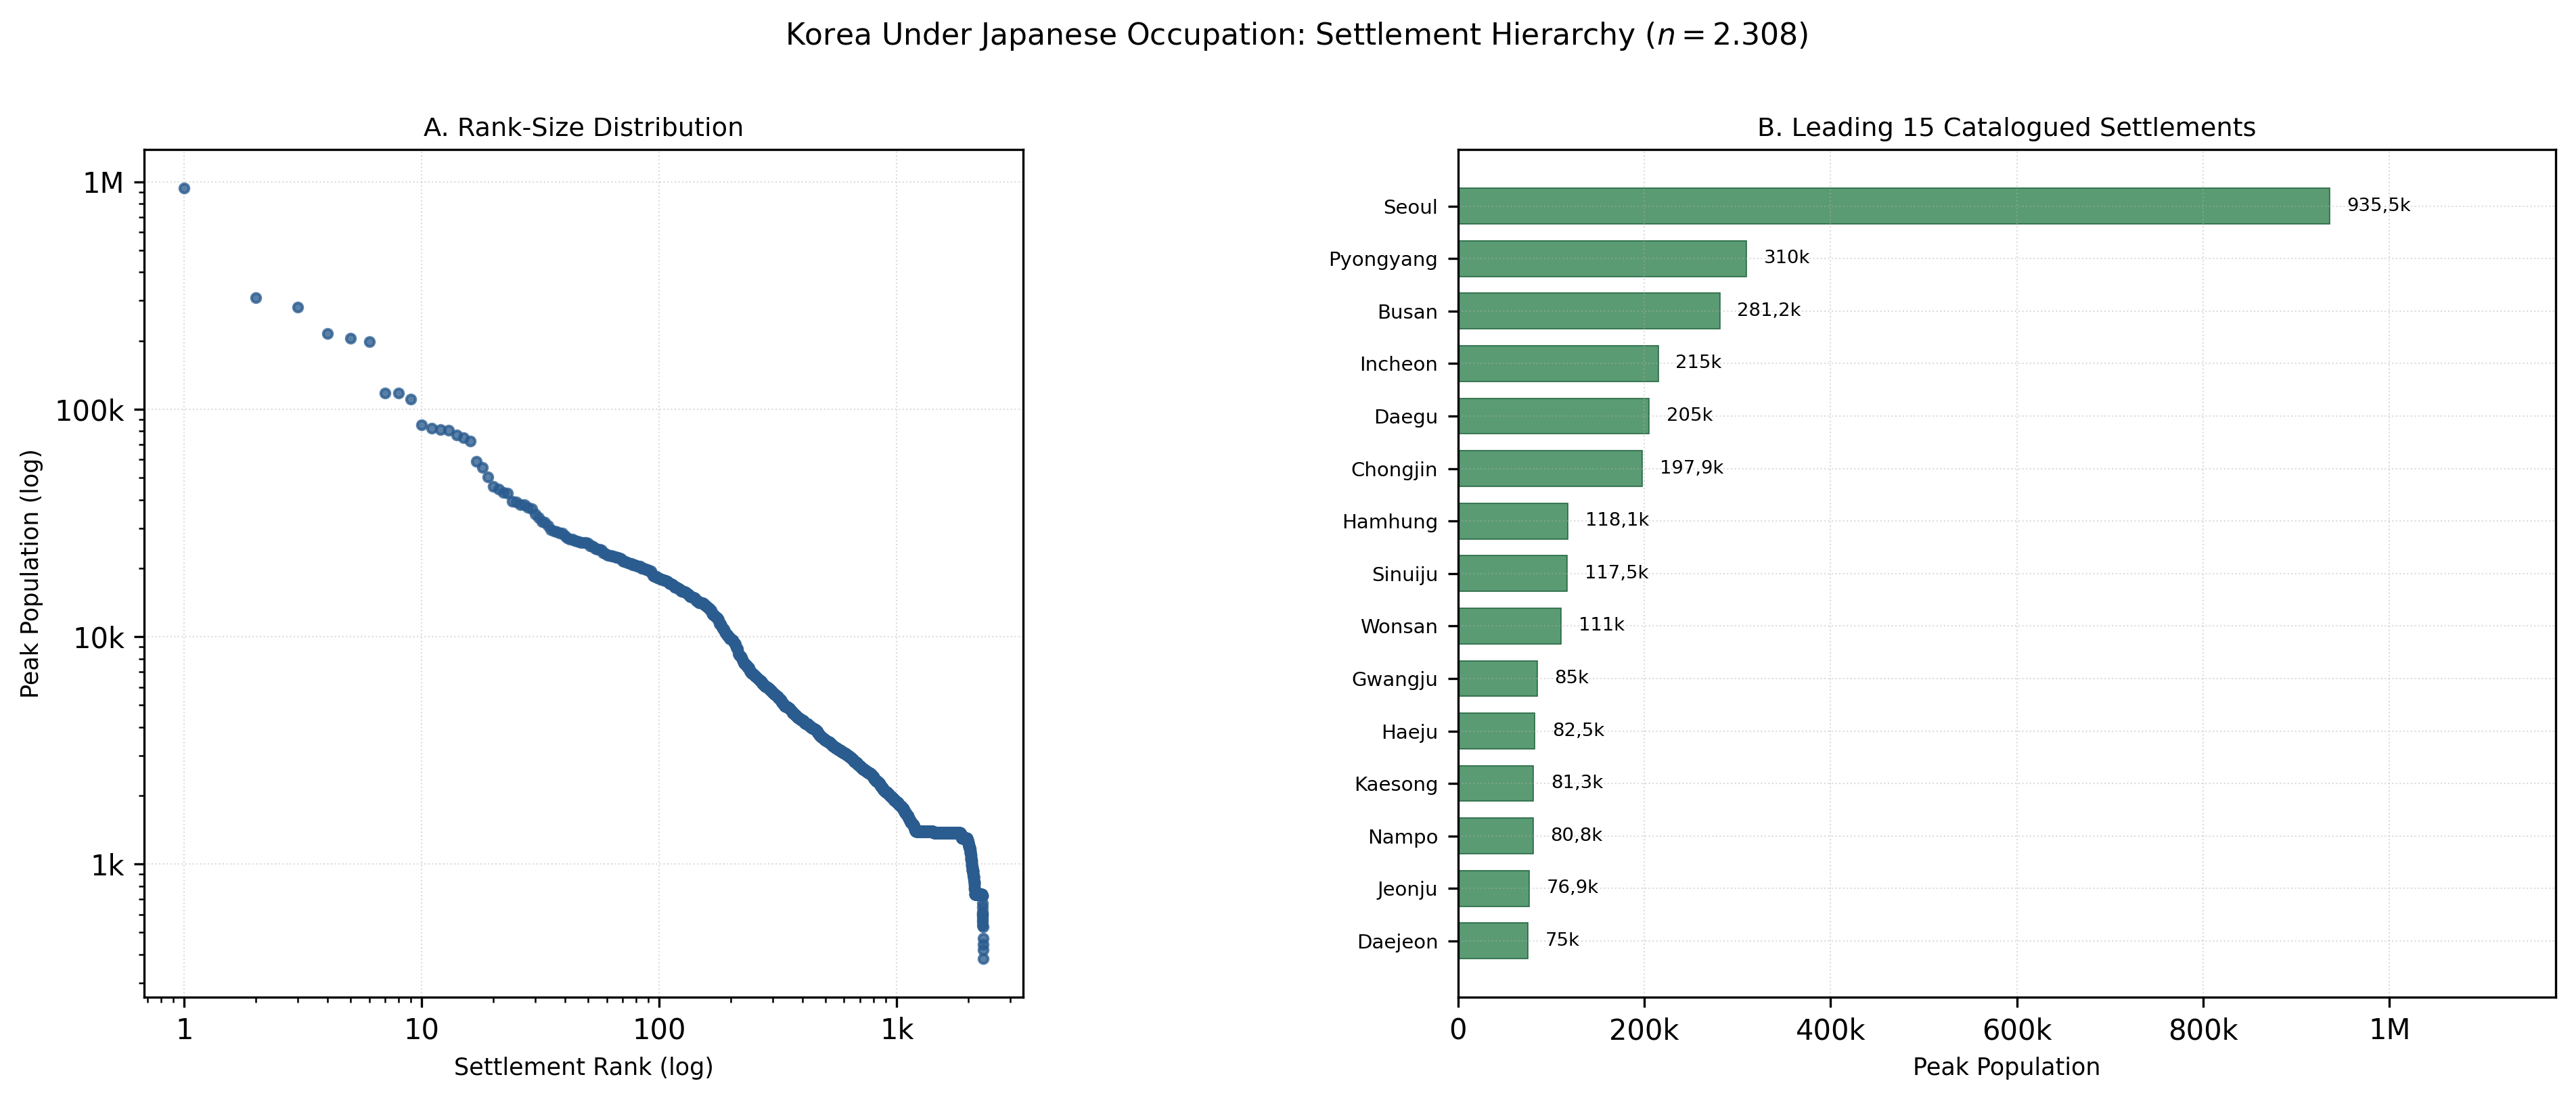 Korea Under Japanese Occupation: Settlement Hierarchy (n = 2.308)
A. Rank-Size Distribution
1M
100k
10k
1k
Peak Population (log)
1
10
100
1k
Settlement Rank (log)
B. Leading 15 Catalogued Settlements
Seoul 935,5k
Pyongyang 310k
Busan 281,2k
Incheon 215k
Daegu 205k
Chongjin 197,9k
Hamhung 118,1k
Sinuiju 117,5k
Wonsan 111k
Gwangju 85k
Haeju 82,5k
Kaesong 81,3k
Nampo 80,8k
Jeonju 76,9k
Daejeon 75k
0
200k
400k
600k
800k
1M
Peak Population